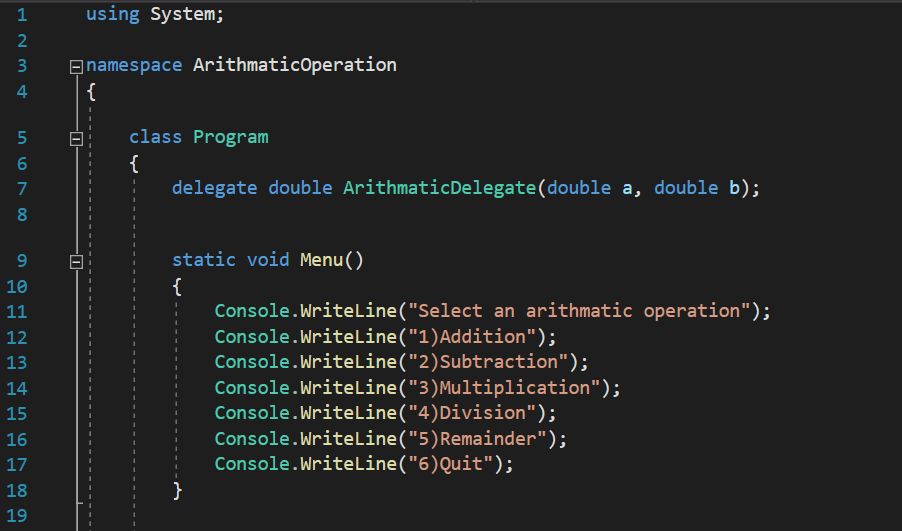 1 using System;
2
3 namespace ArithmaticOperation
4 {
5 class Program
6 {
7 delegate double ArithmaticDelegate(double a, double b);
8
9 static void Menu()
10 {
11 Console.WriteLine("Select an arithmatic operation");
12 Console.WriteLine("1)Addition");
13 Console.WriteLine("2)Subtraction");
14 Console.WriteLine("3)Multiplication");
15 Console.WriteLine("4)Division");
16 Console.WriteLine("5)Remainder");
17 Console.WriteLine("6)Quit");
18 }
19